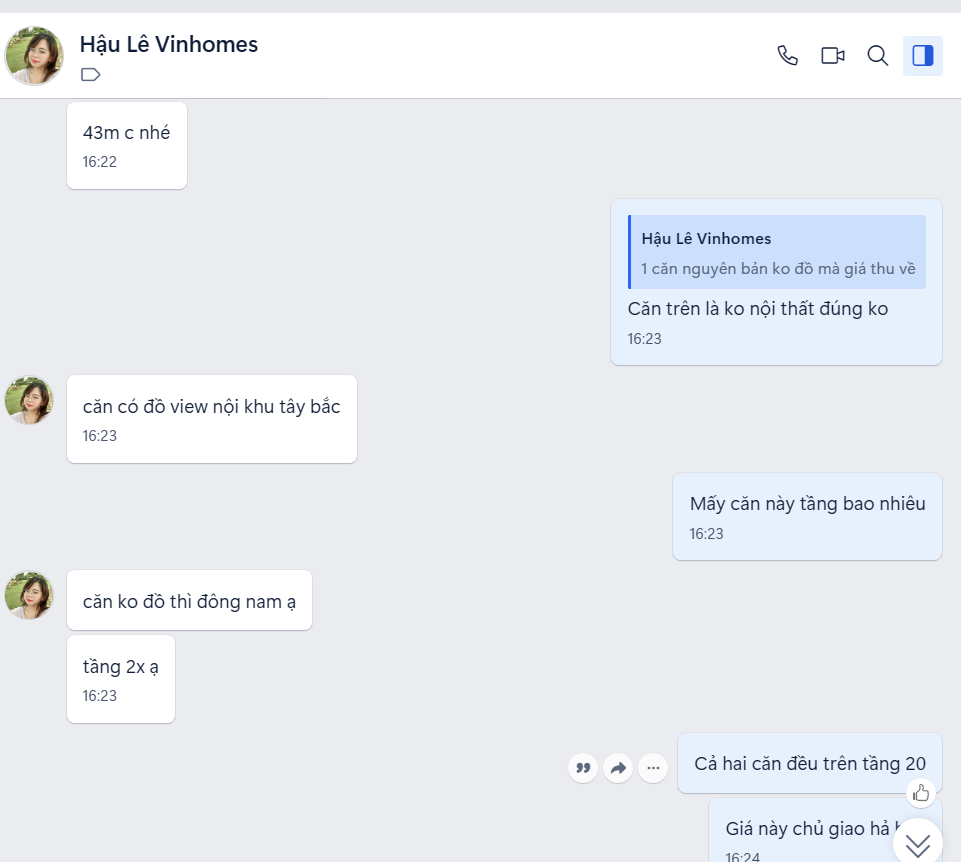 Hậu Lê Vinhomes
43m c nhé
16:22
Hậu Lê Vinhomes
1 căn nguyên bản ko đồ mà giá thu về
Căn trên là ko nội thất đúng ko
16:23
căn có đồ view nội khu tây bắc
16:23
Mấy căn này tầng bao nhiêu
16:23
căn ko đồ thì đông nam ạ
tầng 2x ạ
16:23
Cả hai căn đều trên tầng 20
Giá này chủ giao hả
16:24